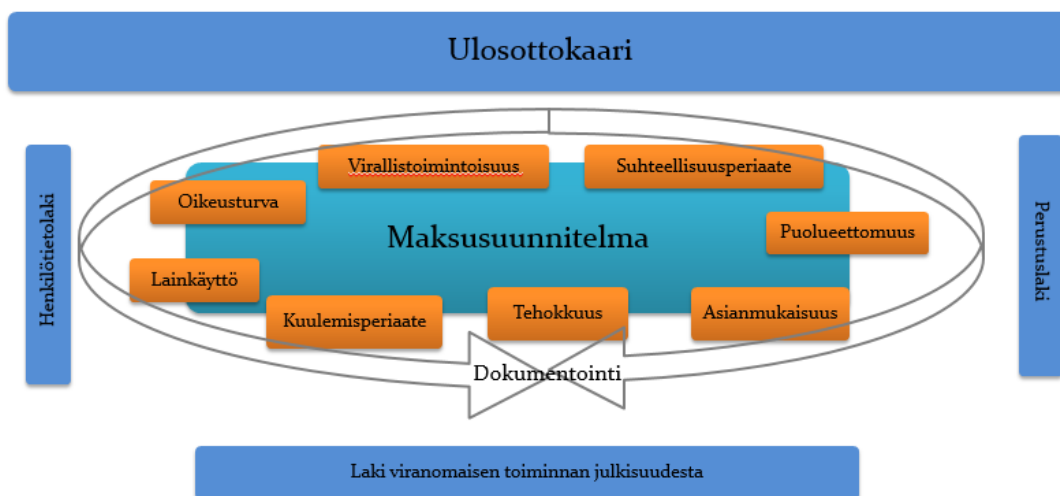 Ulosottokaari
Virallistoimintoisuus
Suhteellisuusperiaate
Oikeusturva
Maksusuunnitelma
Puolueettomuus
Lainkäyttö
Kuulemisperiaate
Tehokkuus
Asianmukaisuus
Dokumentointi
Henkilötietolaki
Perustuslaki
Laki viranomaisen toiminnan julkisuudesta